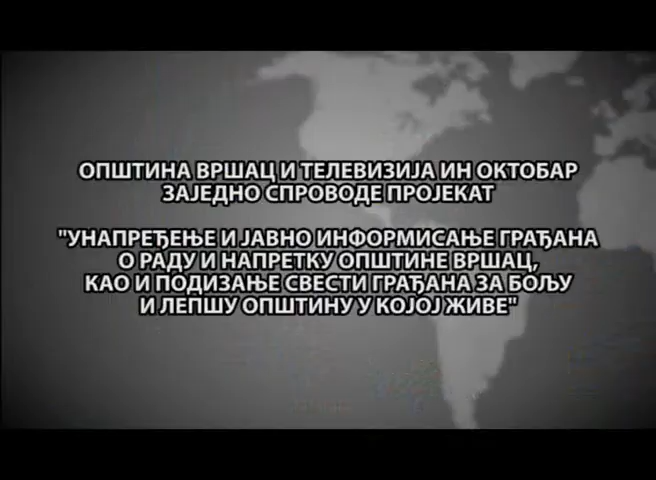 ОПШТИНА ВРШАЦ И ТЕЛЕВИЗИЈА ИН ОКТОБАР
ЗАЈЕДНО СПРОВОДЕ ПРОЈЕКАТ
"УНАПРЕЂЕЊЕ И ЈАВНО ИНФОРМИСАЊЕ ГРАЂАНА
О РАДУ И НАПРЕТКУ ОПШТИНЕ ВРШАЦ,
КАО И ПОДИЗАЊЕ СВЕСТИ ГРАЂАНА ЗА БОЉУ
И ЛЕПШУ ОПШТИНУ У КОЈОЈ ЖИВЕ"